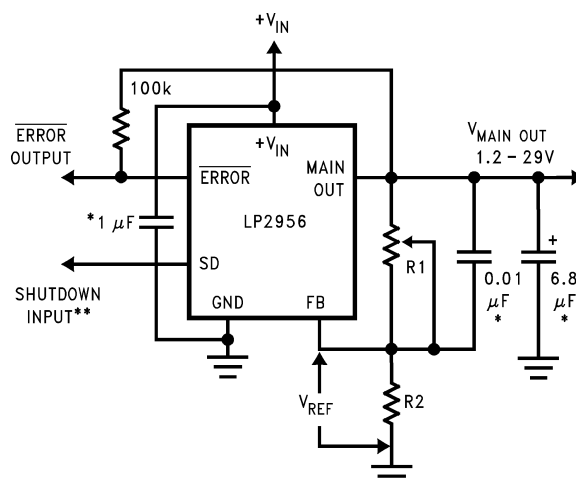 +VIN
100k
ERROR
OUTPUT
+VIN
ERROR
MAIN
OUT
VMAIN OUT
1.2 – 29V
*1 μF
LP2956
SD
R1
SHUTDOWN
INPUT**
GND
FB
0.01
μF
*
6.8
μF
*
+
VREF
R2